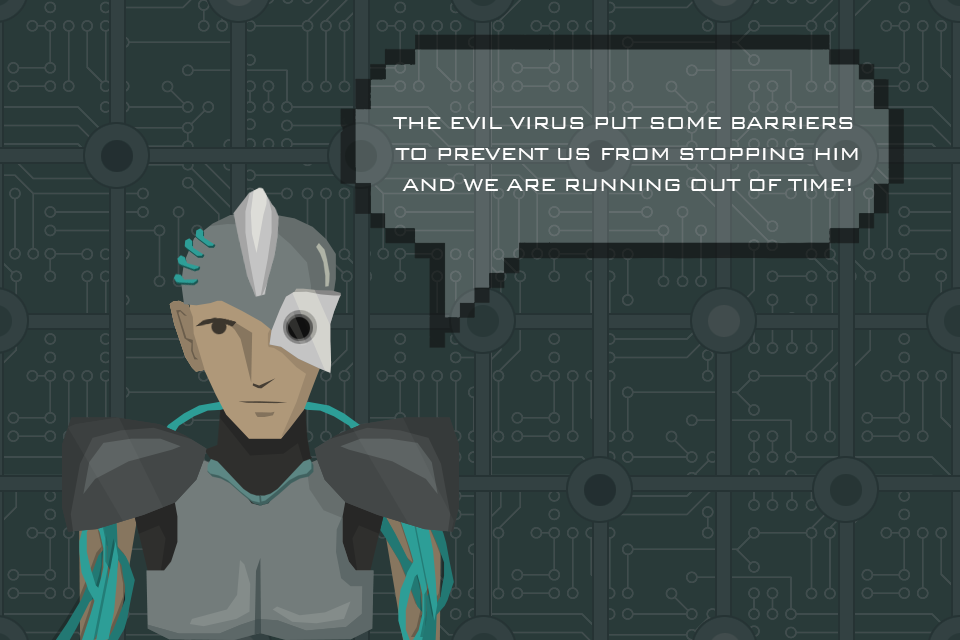 THE EVIL VIRUS PUT SOME BARRIERS
TO PREVENT US FROM STOPPING HIM
AND WE ARE RUNNING OUT OF TIME!